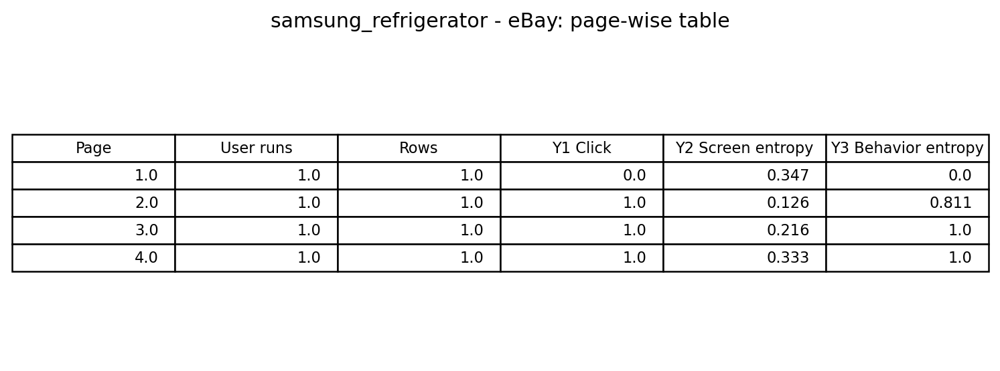 samsung_refrigerator - eBay: page-wise table
Page User runs Rows Y1 Click Y2 Screen entropy Y3 Behavior entropy
1.0 1.0 1.0 0.0 0.347 0.0
2.0 1.0 1.0 1.0 0.126 0.811
3.0 1.0 1.0 1.0 0.216 1.0
4.0 1.0 1.0 1.0 0.333 1.0